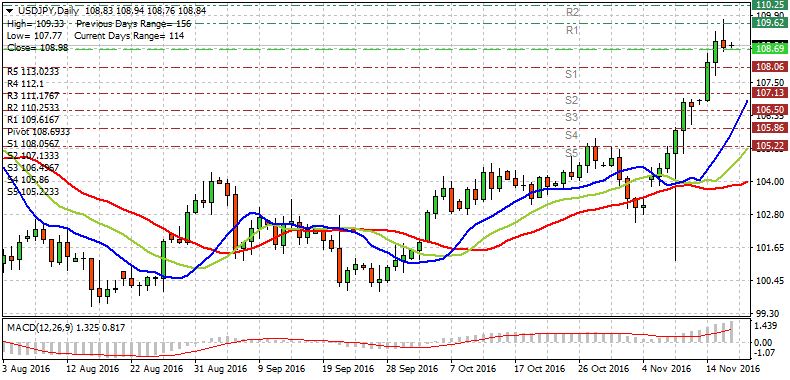 USDJPY,Daily 108.83 108.94 108.76 108.84
High= 109.33 Previous Days Range= 156
Low= 107.77 Current Days Range= 114
Close= 108.98
R5 113.0233
R4 112.1
R3 111.1767
R2 110.2533
R1 109.6167
Pivot 108.6933
S1 108.0567
S2 107.1333
S3 106.4967
S4 105.86
S5 105.2233
R2
R1
S1
S2
S3
S4
S5
110.25
109.90
109.62
108.69
108.06
107.50
107.13
106.50
106.35
105.86
105.22
104.00
102.80
101.65
100.45
99.30
MACD(12,26,9) 1.325 0.817
1.439
0.00
-1.07
3 Aug 2016
12 Aug 2016
22 Aug 2016
31 Aug 2016
9 Sep 2016
19 Sep 2016
28 Sep 2016
7 Oct 2016
17 Oct 2016
26 Oct 2016
4 Nov 2016
14 Nov 2016